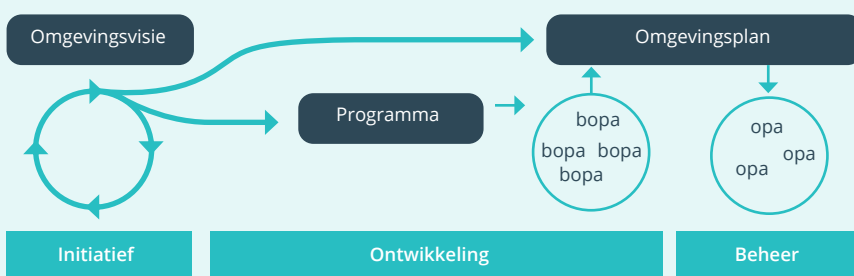 Omgevingsvisie
Omgevingsplan
Programma
bopa
bopa bopa
bopa
opa
opa
opa
Initiatief
Ontwikkeling
Beheer